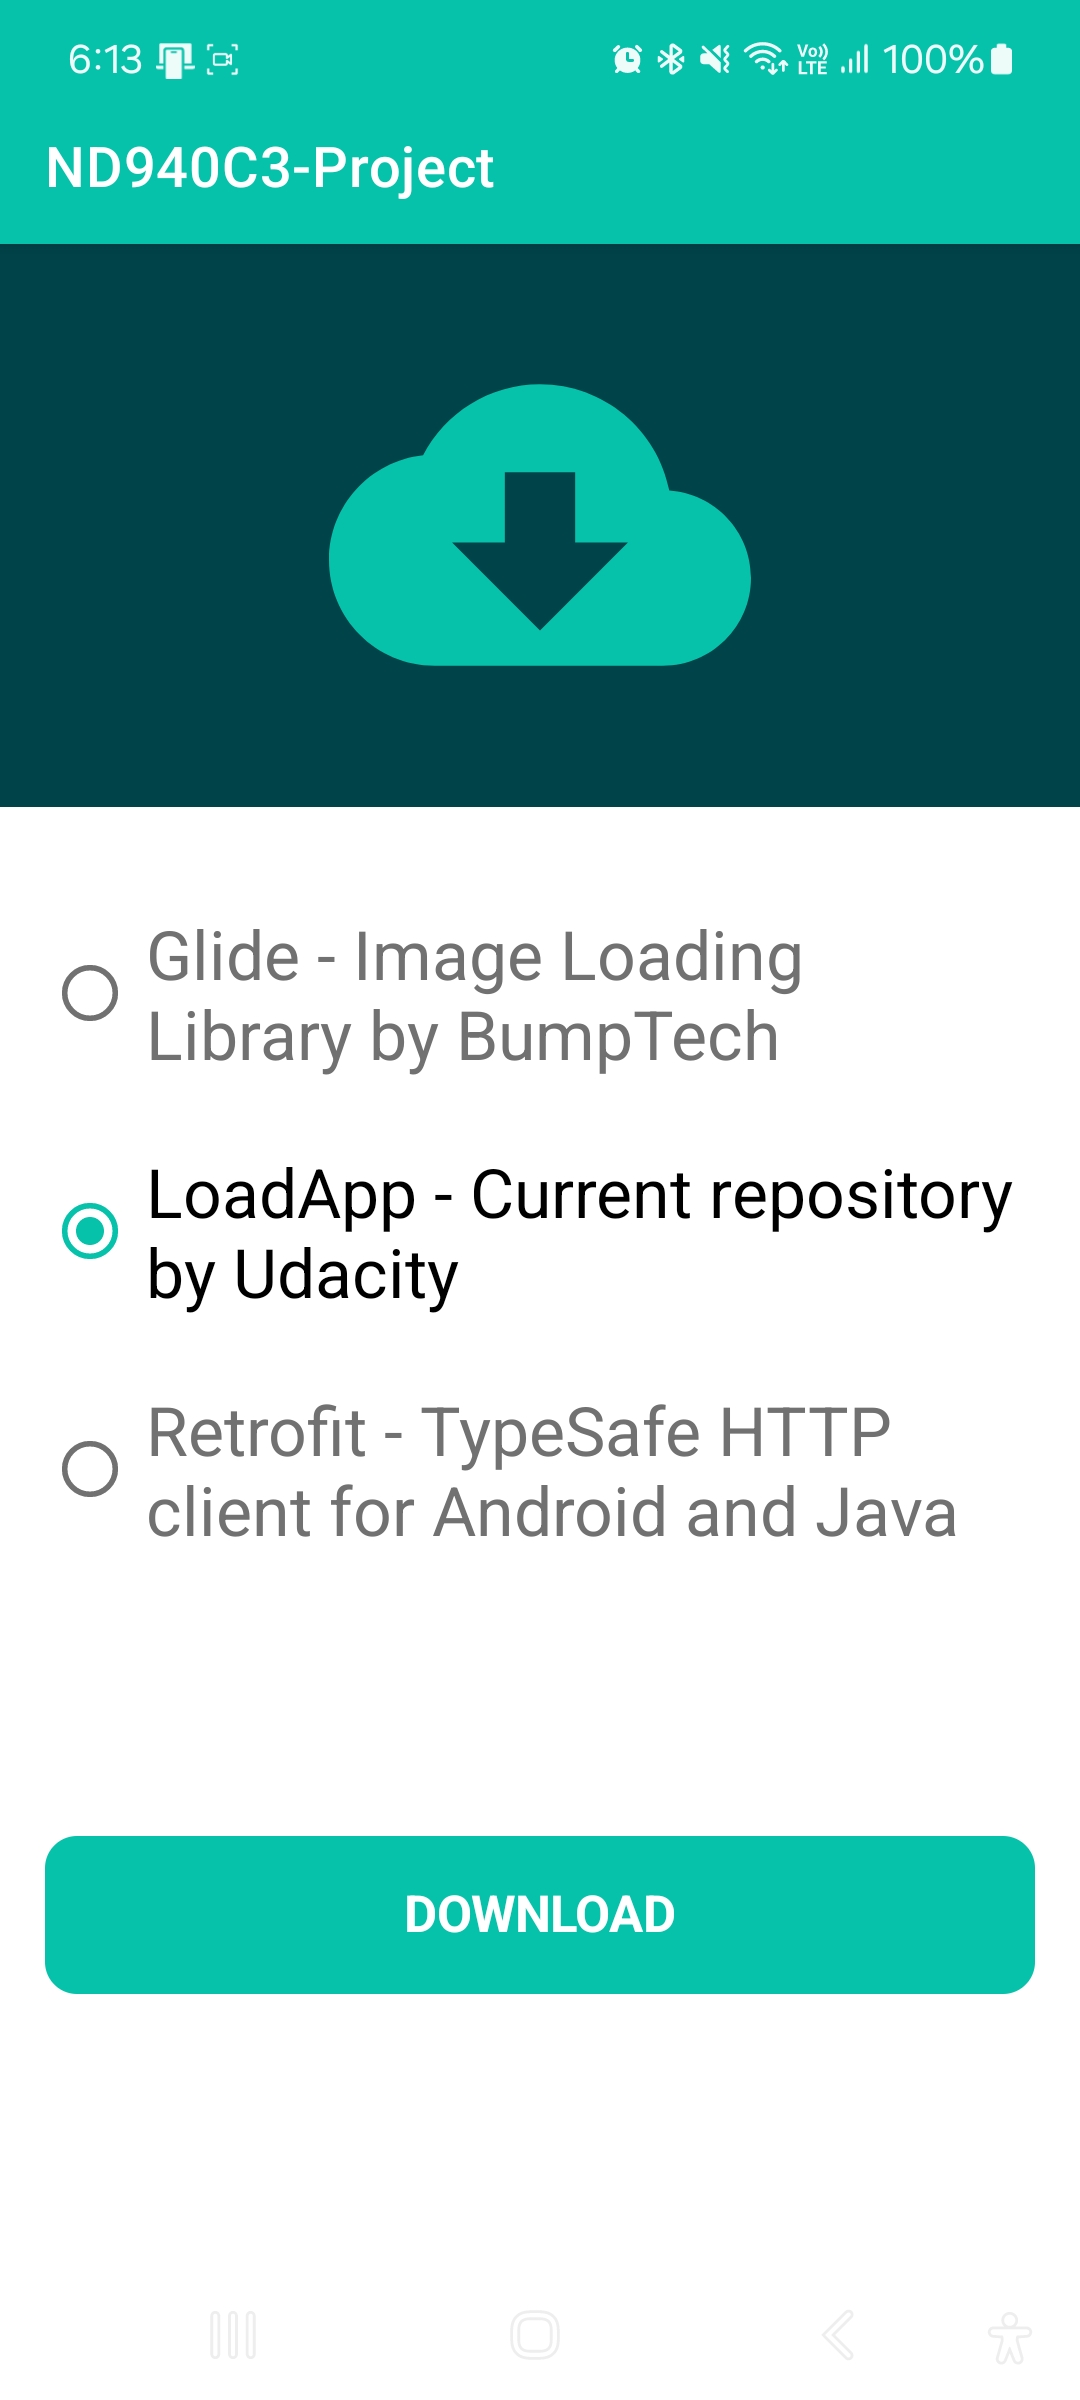 6:13
Vo))
LTE
100%
ND940C3-Project
Glide - Image Loading
Library by BumpTech
LoadApp - Current repository
by Udacity
Retrofit - TypeSafe HTTP
client for Android and Java
DOWNLOAD